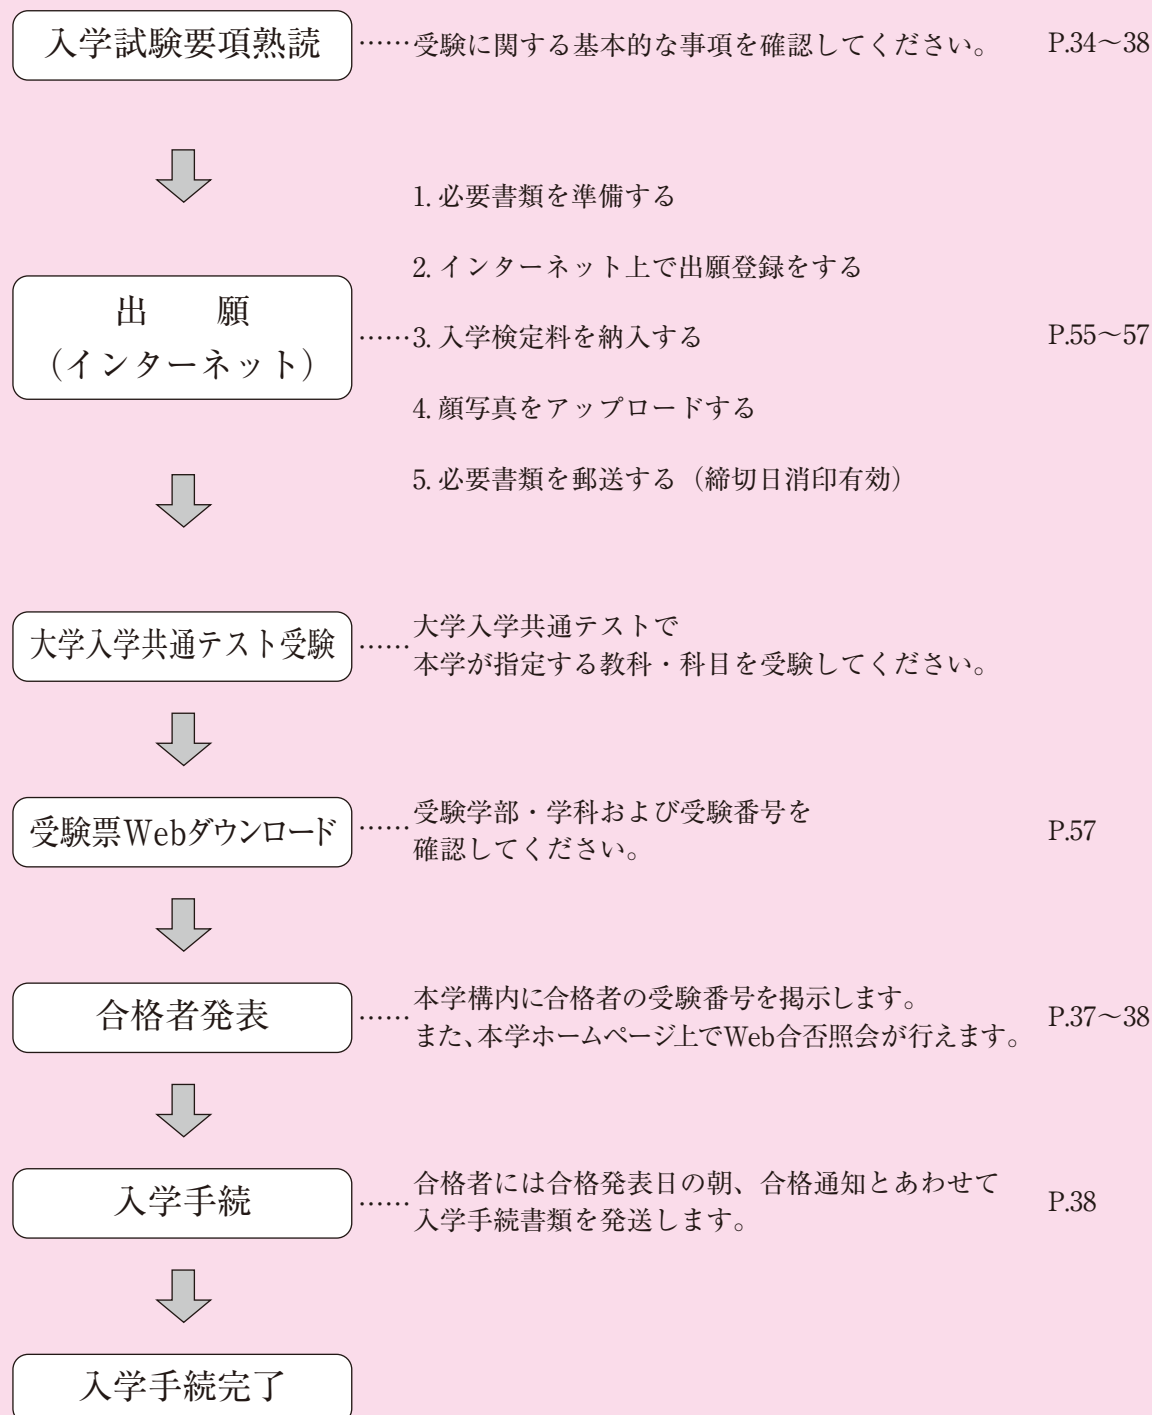 入学試験要項熟読 ……受験に関する基本的な事項を確認してください。 P.34～38
1. 必要書類を準備する
2. インターネット上で出願登録をする
出　　願
（インターネット）
……3. 入学検定料を納入する P.55～57
4. 顔写真をアップロードする
5. 必要書類を郵送する（締切日消印有効）
大学入学共通テスト受験 ……
大学入学共通テストで
本学が指定する教科・科目を受験してください。
受験票Webダウンロード ……
受験学部・学科および受験番号を
確認してください。
P.57
合格者発表 ……
本学構内に合格者の受験番号を掲示します。
また、本学ホームページ上でWeb合否照会が行えます。
P.37～38
入学手続 ……
合格者には合格発表日の朝、合格通知とあわせて
入学手続書類を発送します。
P.38
入学手続完了